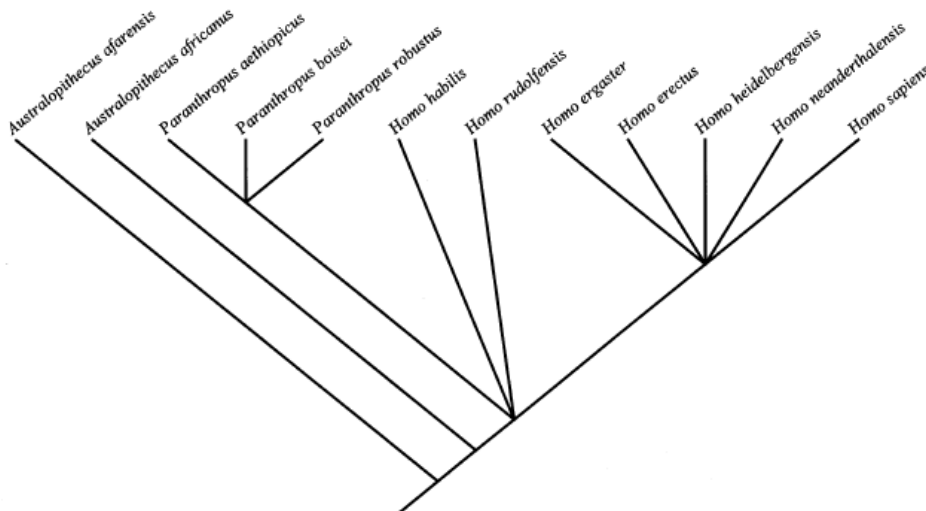 Australopithecus afarensis
Australopithecus africanus
Paranthropus aethiopicus
Paranthropus boisei
Paranthropus robustus
Homo habilis
Homo rudolfensis
Homo ergaster
Homo erectus
Homo heidelbergensis
Homo neanderthalensis
Homo sapiens